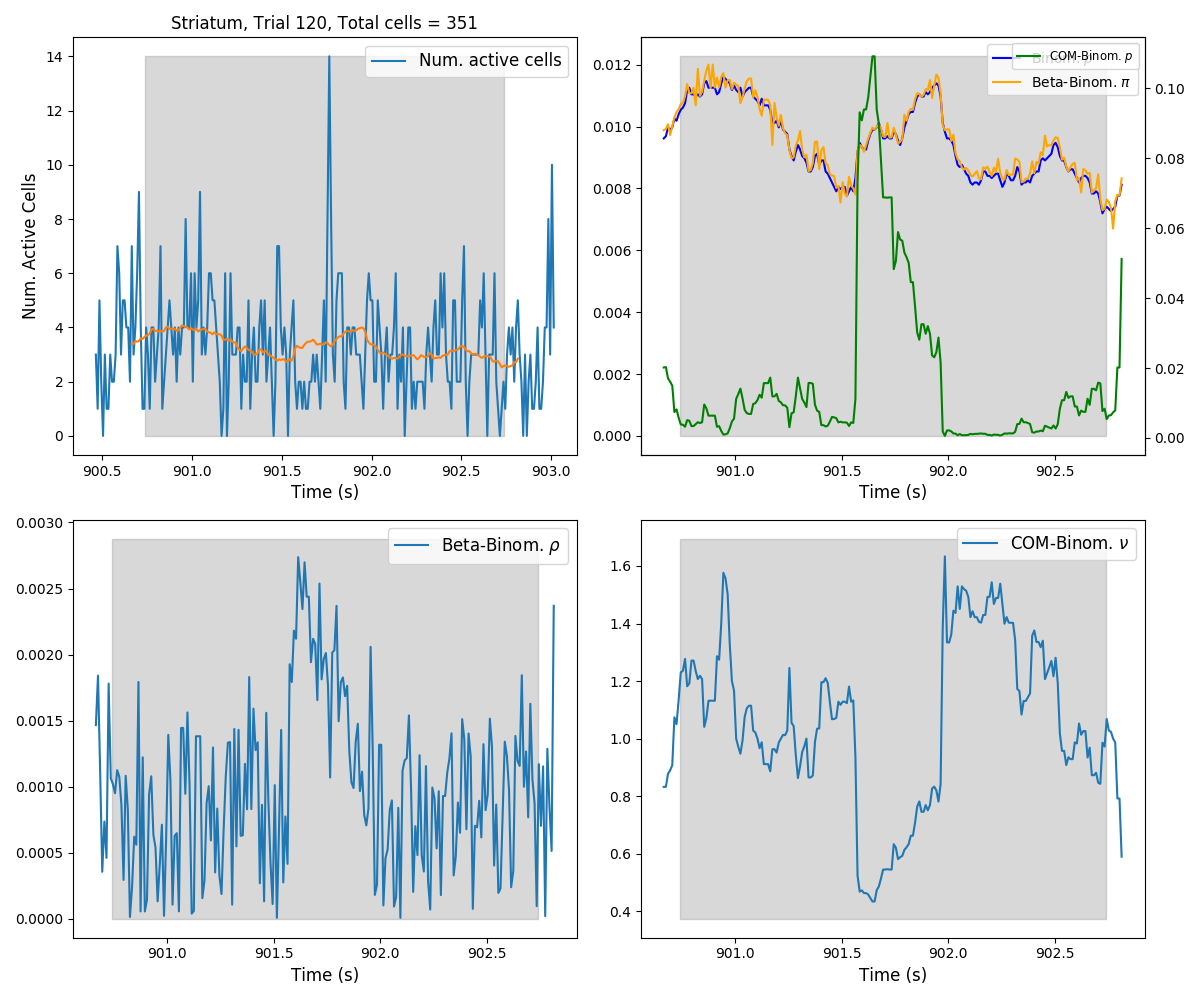 Striatum, Trial 120, Total cells = 351
Num. Active Cells
14
12
10
8
6
4
2
0
Num. active cells
900.5 901.0 901.5 902.0 902.5 903.0
Time (s)
0.012
0.010
0.008
0.006
0.004
0.002
0.000
COM-Binom. p
Beta-Binom. π
0.10
0.08
0.06
0.04
0.02
0.00
901.0 901.5 902.0 902.5
Time (s)
0.0030
0.0025
0.0020
0.0015
0.0010
0.0005
0.0000
Beta-Binom. ρ
901.0 901.5 902.0 902.5
Time (s)
1.6
1.4
1.2
1.0
0.8
0.6
0.4
COM-Binom. ν
901.0 901.5 902.0 902.5
Time (s)